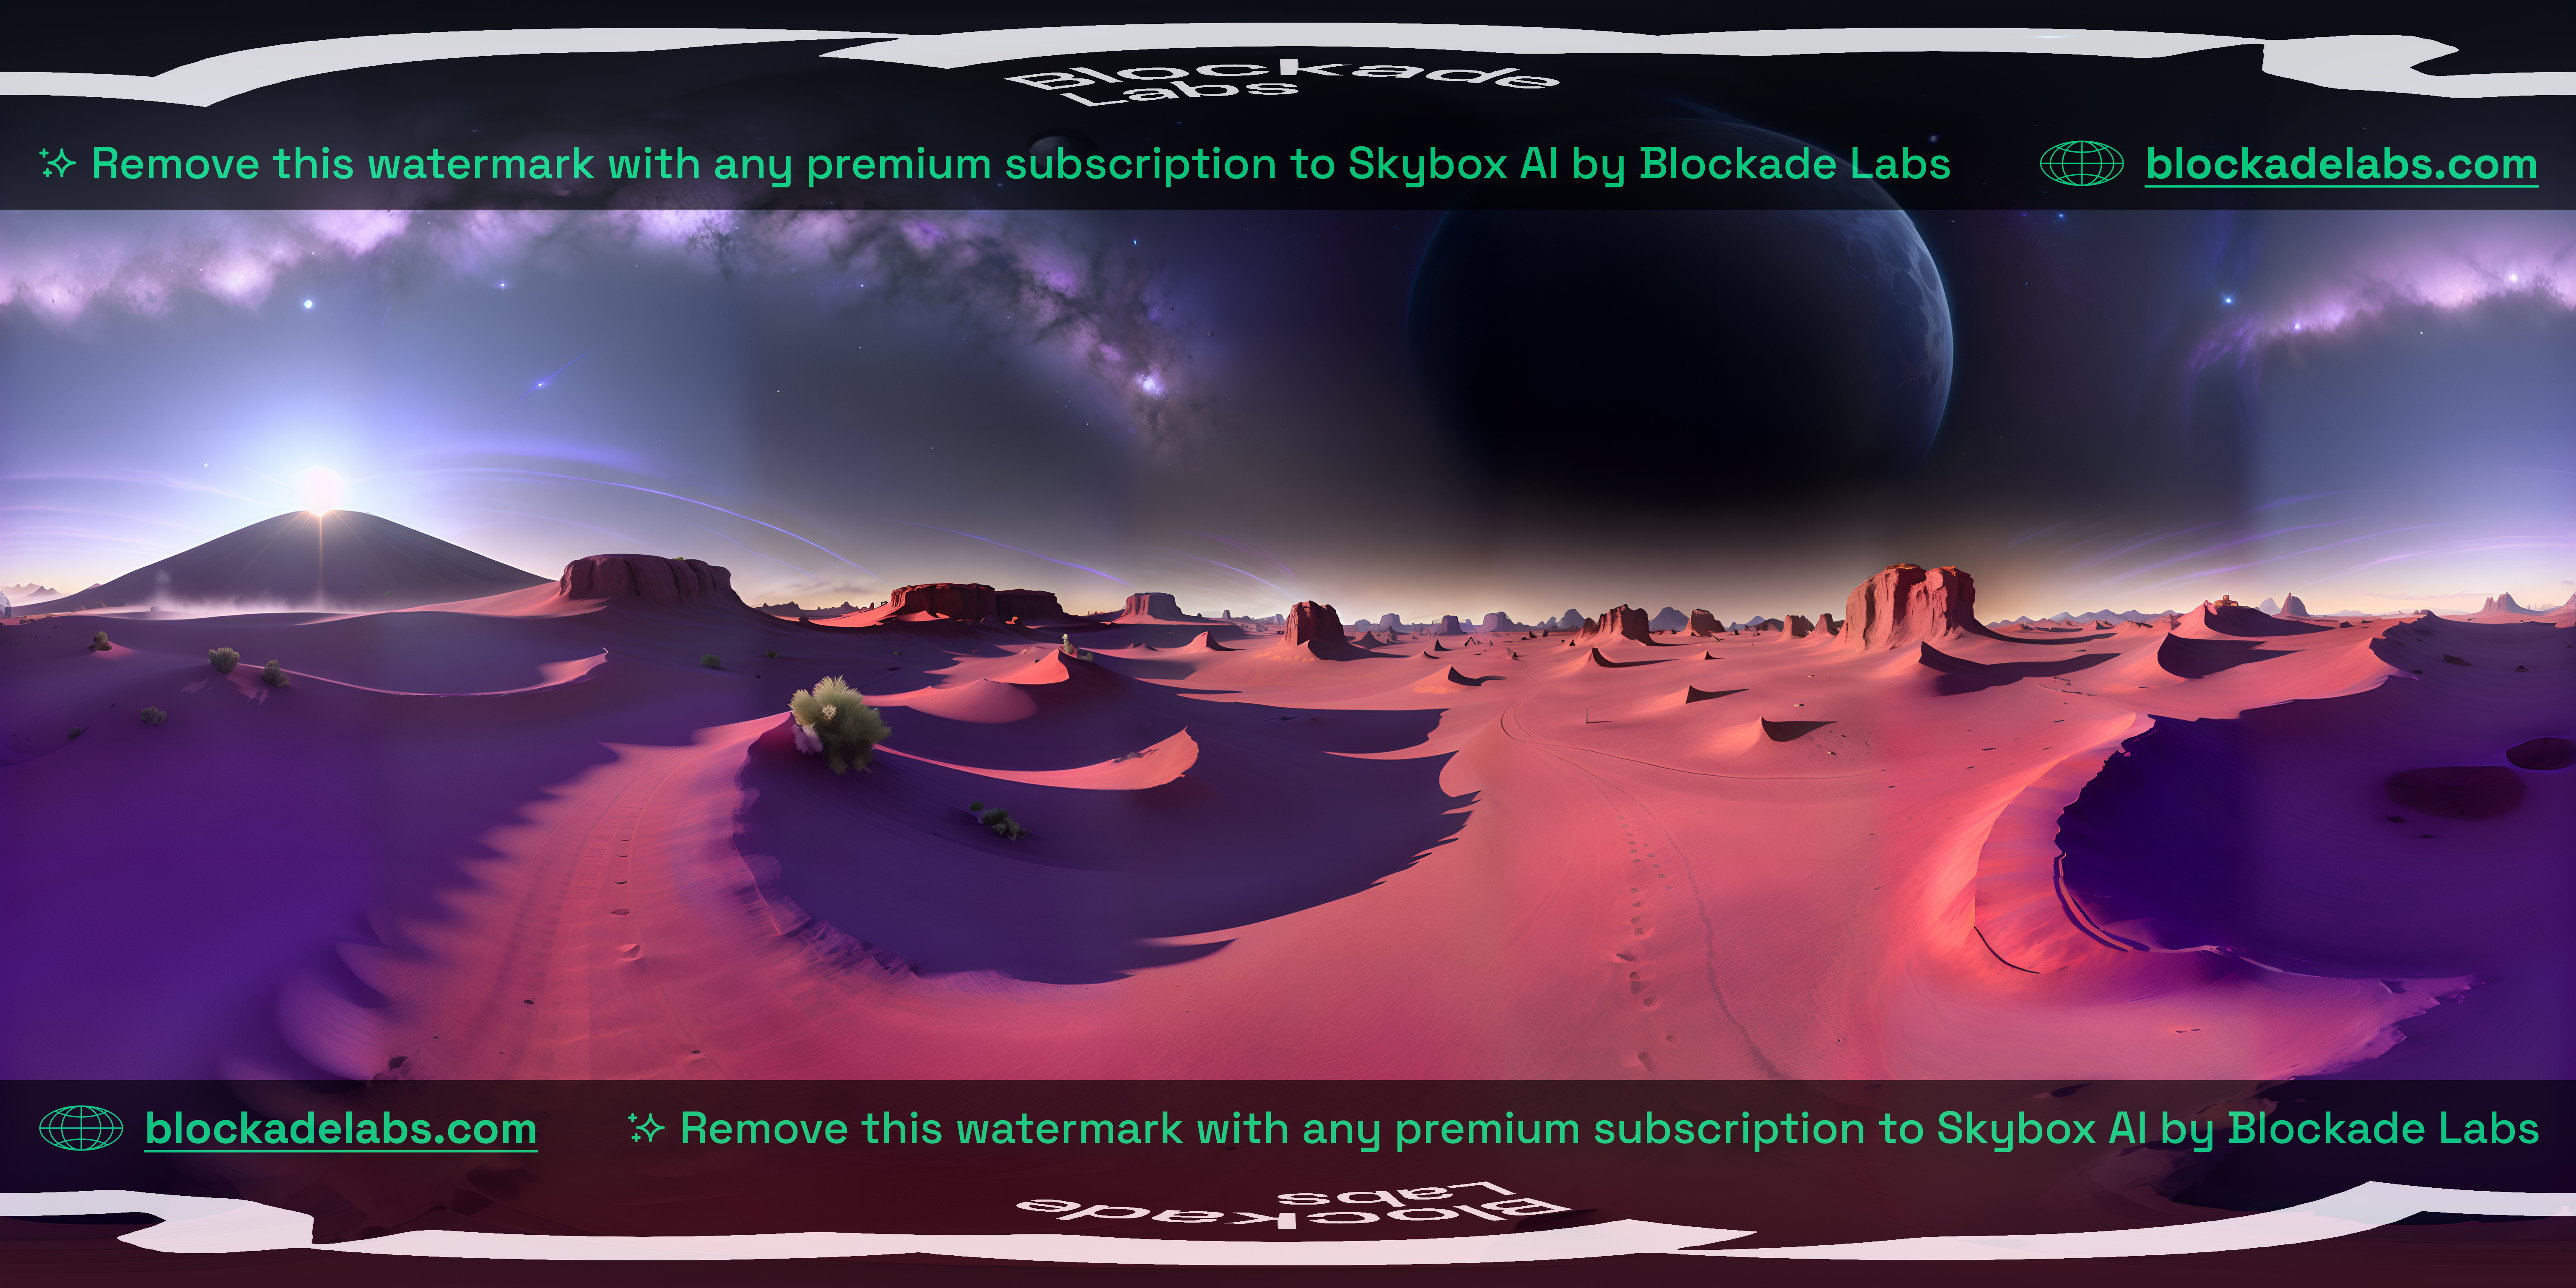 Blockade
Labs
Remove this watermark with any premium subscription to Skybox AI by Blockade Labs
blockadelabs.com
blockadelabs.com
Remove this watermark with any premium subscription to Skybox AI by Blockade Labs
Labs
Blockade